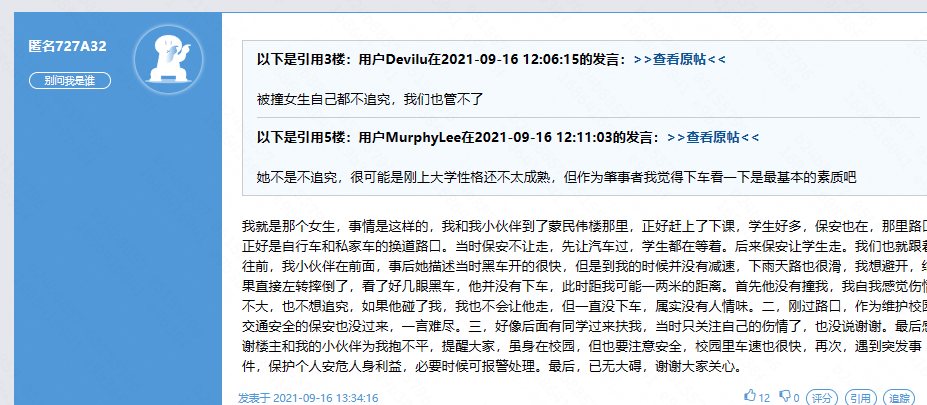 匿名727A32
别问我是谁
以下是引用3楼：用户Devilu在2021-09-16 12:06:15的发言：>>查看原帖<<
被撞女生自己都不追究，我们也管不了
以下是引用5楼：用户MurphyLee在2021-09-16 12:11:03的发言：>>查看原帖<<
她不是不追究，很可能是刚上大学性格还不太成熟，但作为肇事者我觉得下车看一下是最基本的素质吧
我就是那个女生，事情是这样的，我和我小伙伴到了蒙民伟楼那里，正好赶上了下课，学生好多，保安也在，那里路口
正好是自行车和私家车的换道路口。当时保安不让走，先让汽车过，学生都在等着。后来保安让学生走。我们也就跟着
往前，我小伙伴在前面，事后她描述当时黑车开的很快，但是到我的时候并没有减速，下雨天路也很滑，我想避开，结
果直接左转摔倒了，看了好几眼黑车，他并没有下车，此时距我可能一两米的距离。首先他没有撞我，我自我感觉伤情
不大，也不想追究，如果他碰了我，我也不会让他走，但一直没下车，属实没有人情味。二，刚过路口，作为维护校园
交通安全的保安也没过来，一言难尽。三，好像后面有同学过来扶我，当时只关注自己的伤情了，也没说谢谢。最后感
谢楼主和我的小伙伴为我抱不平，提醒大家，虽身在校园，但也要注意安全，校园里车速也很快，再次，遇到突发事
件，保护个人安危人身利益，必要时候可报警处理。最后，已无大碍，谢谢大家关心。
发表于 2021-09-16 13:34:16
12 0 评分 引用 追踪